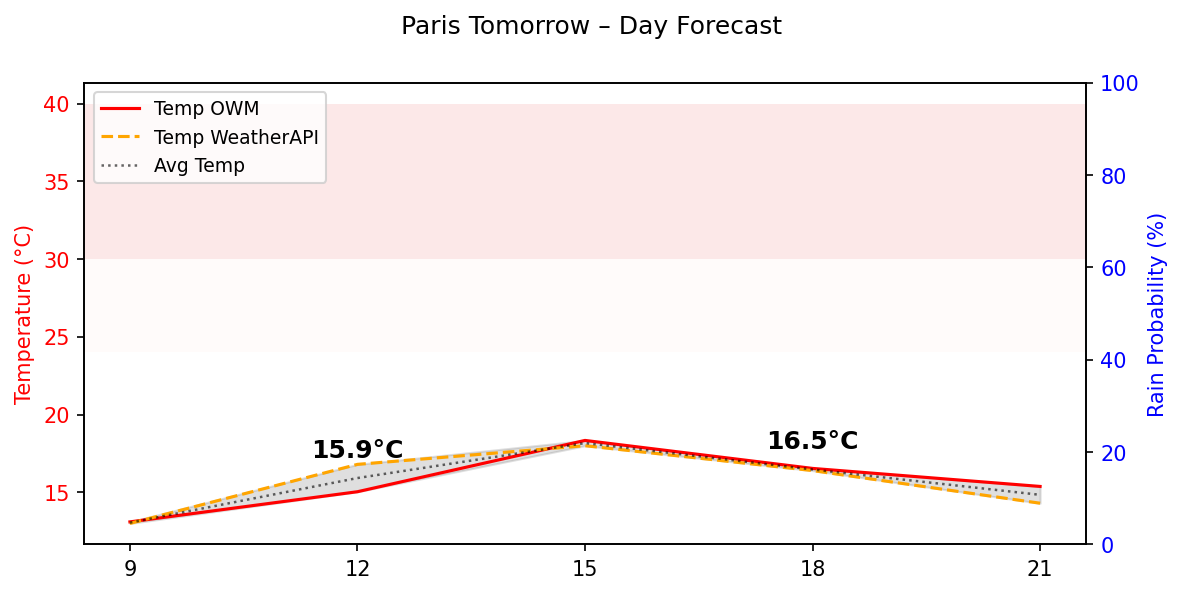 Paris Tomorrow – Day Forecast
Temp OWM
Temp WeatherAPI
Avg Temp
Temperature (°C)
40
35
30
25
20
15
15.9°C
16.5°C
100
80
60
40
20
0
Rain Probability (%)
9 12 15 18 21